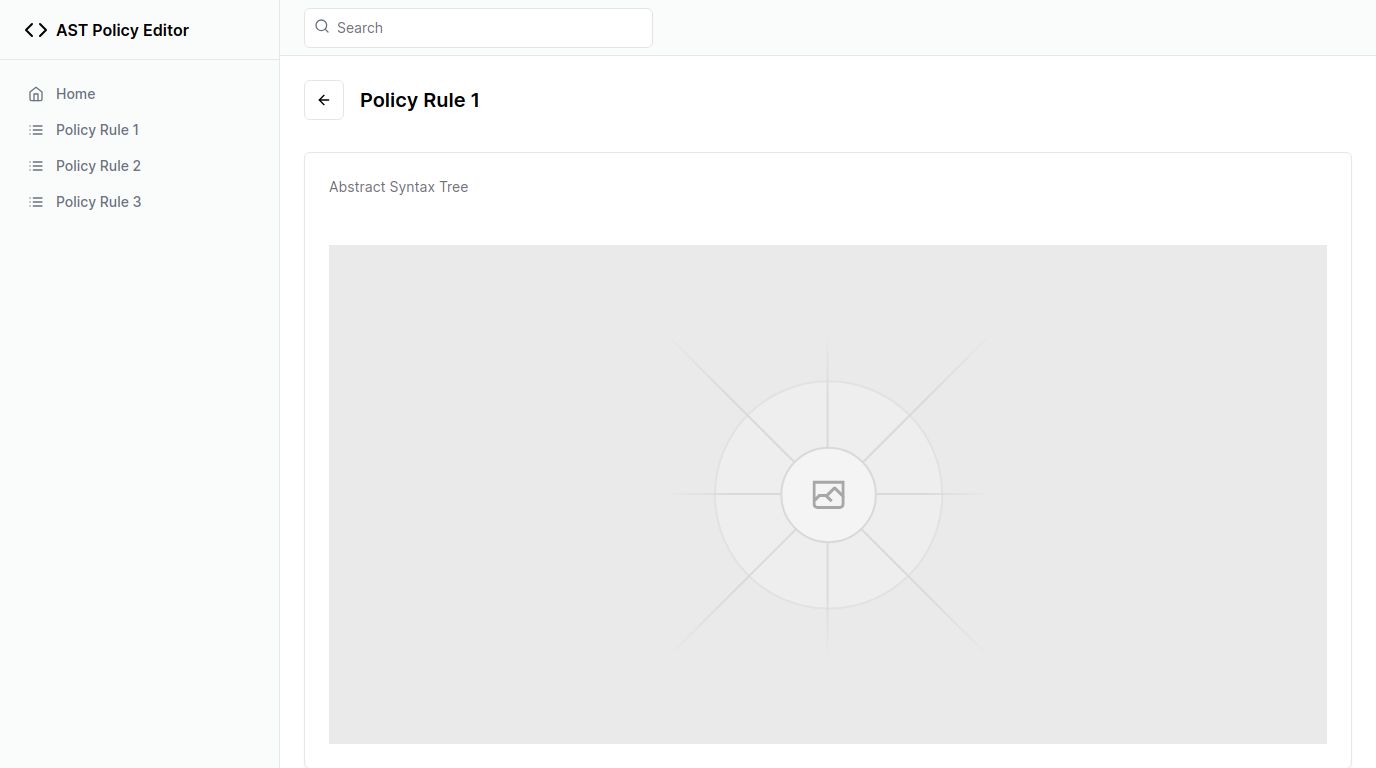 AST Policy Editor
Search
Home
Policy Rule 1
Policy Rule 2
Policy Rule 3
Policy Rule 1
Abstract Syntax Tree